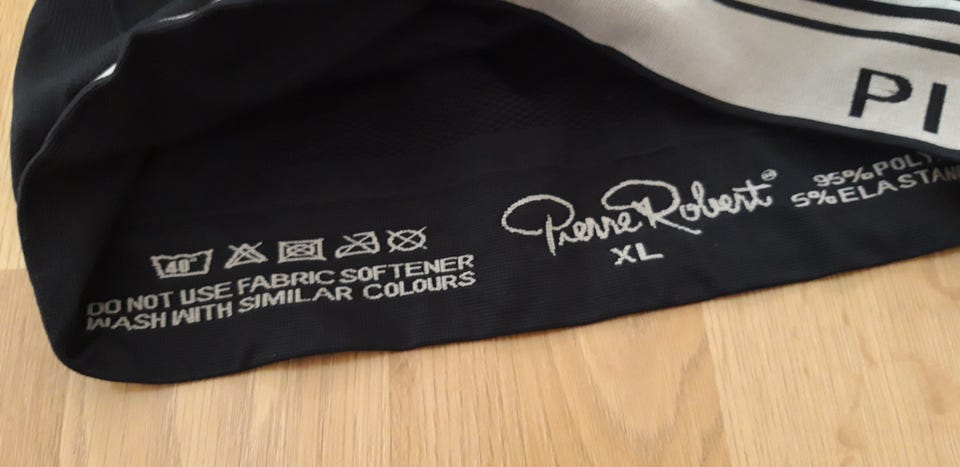 PI
40°
DO NOT USE FABRIC SOFTENER
WASH WITH SIMILAR COLOURS
Pierre Robert
XL
95% POLY
5% ELASTAN